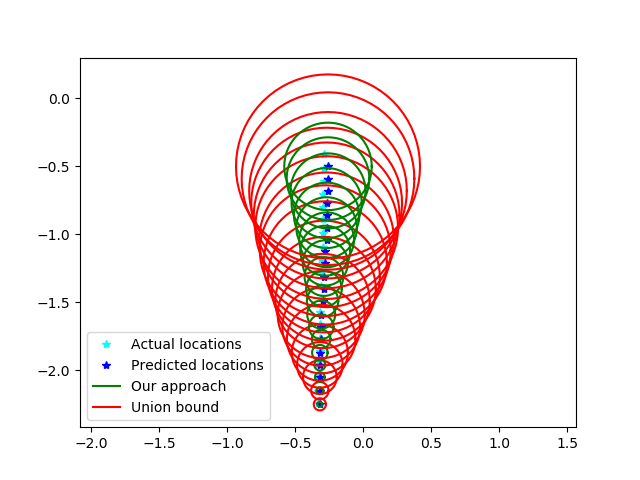 0.0
−0.5
−1.0
−1.5
−2.0
Actual locations
Predicted locations
Our approach
Union bound
−2.0 −1.5 −1.0 −0.5 0.0 0.5 1.0 1.5